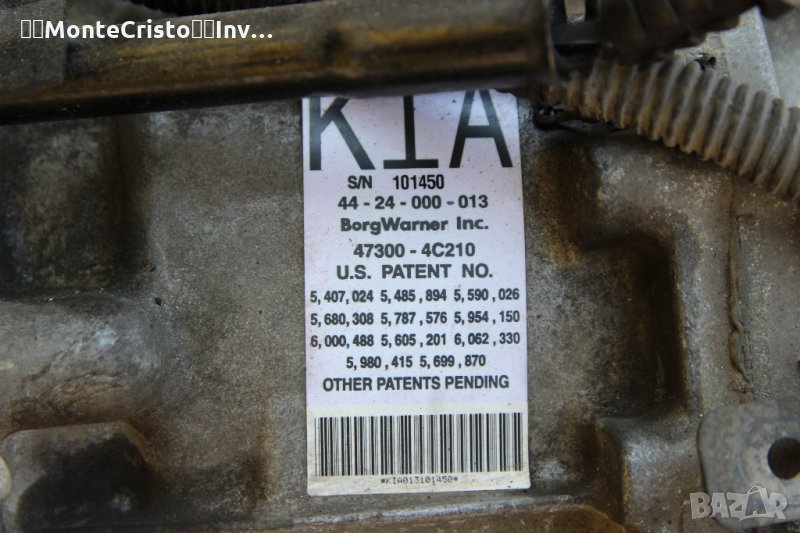 MonteCristoInv...
KIA
S/N 101450
44 - 24 - 000 - 013
BorgWarner Inc.
47300 - 4C210
U.S. PATENT NO.
5,407,024 5,485,894 5,590,026
5,680,308 5,787,576 5,954,150
6,000,488 5,605,201 6,062,330
5,980,415 5,699,870
OTHER PATENTS PENDING
*KIA013101450*
BAZAR